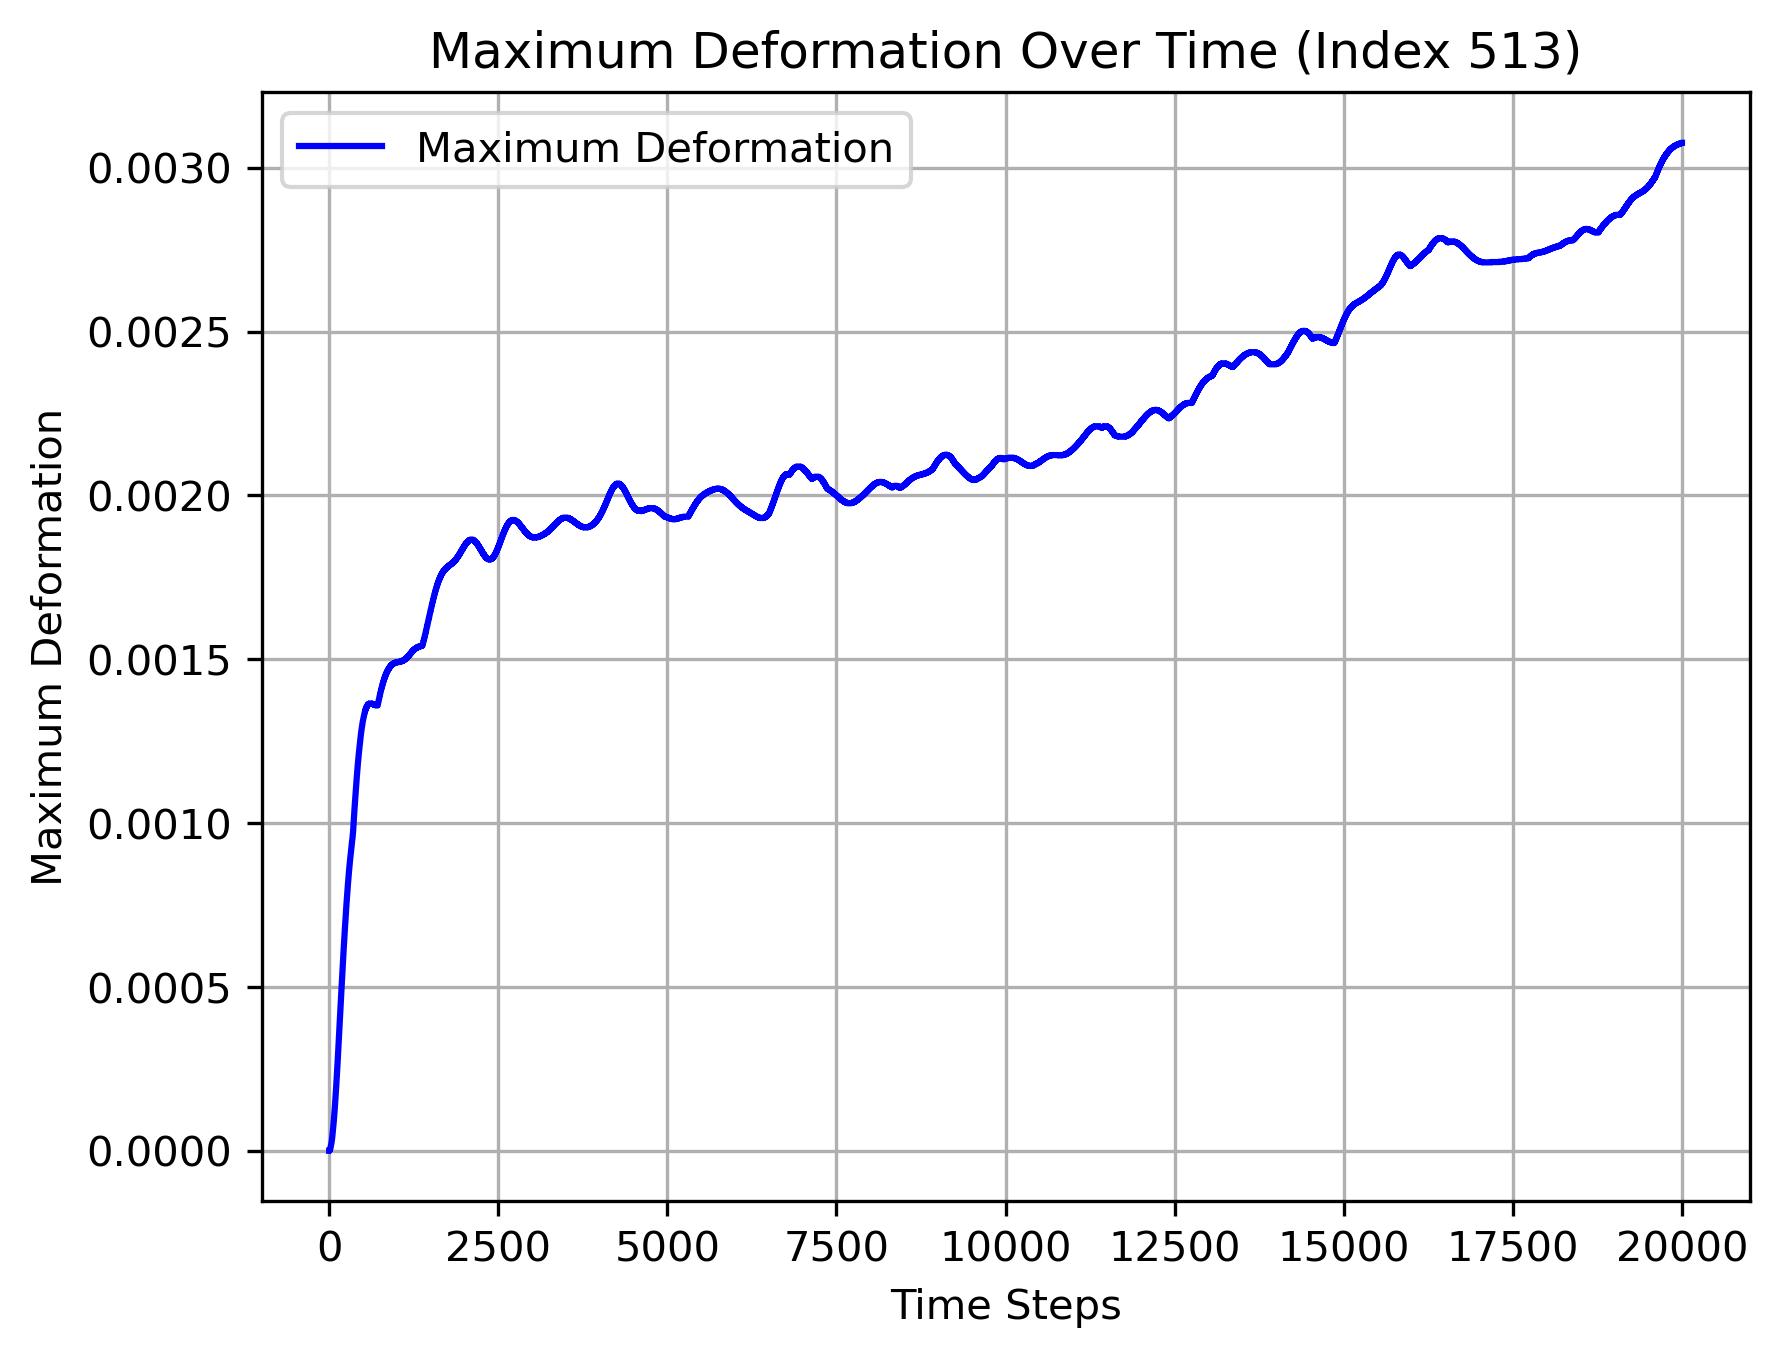 Maximum Deformation Over Time (Index 513)
Maximum Deformation
0.0030
0.0025
0.0020
0.0015
0.0010
0.0005
0.0000
Maximum Deformation
0 2500 5000 7500 10000 12500 15000 17500 20000
Time Steps